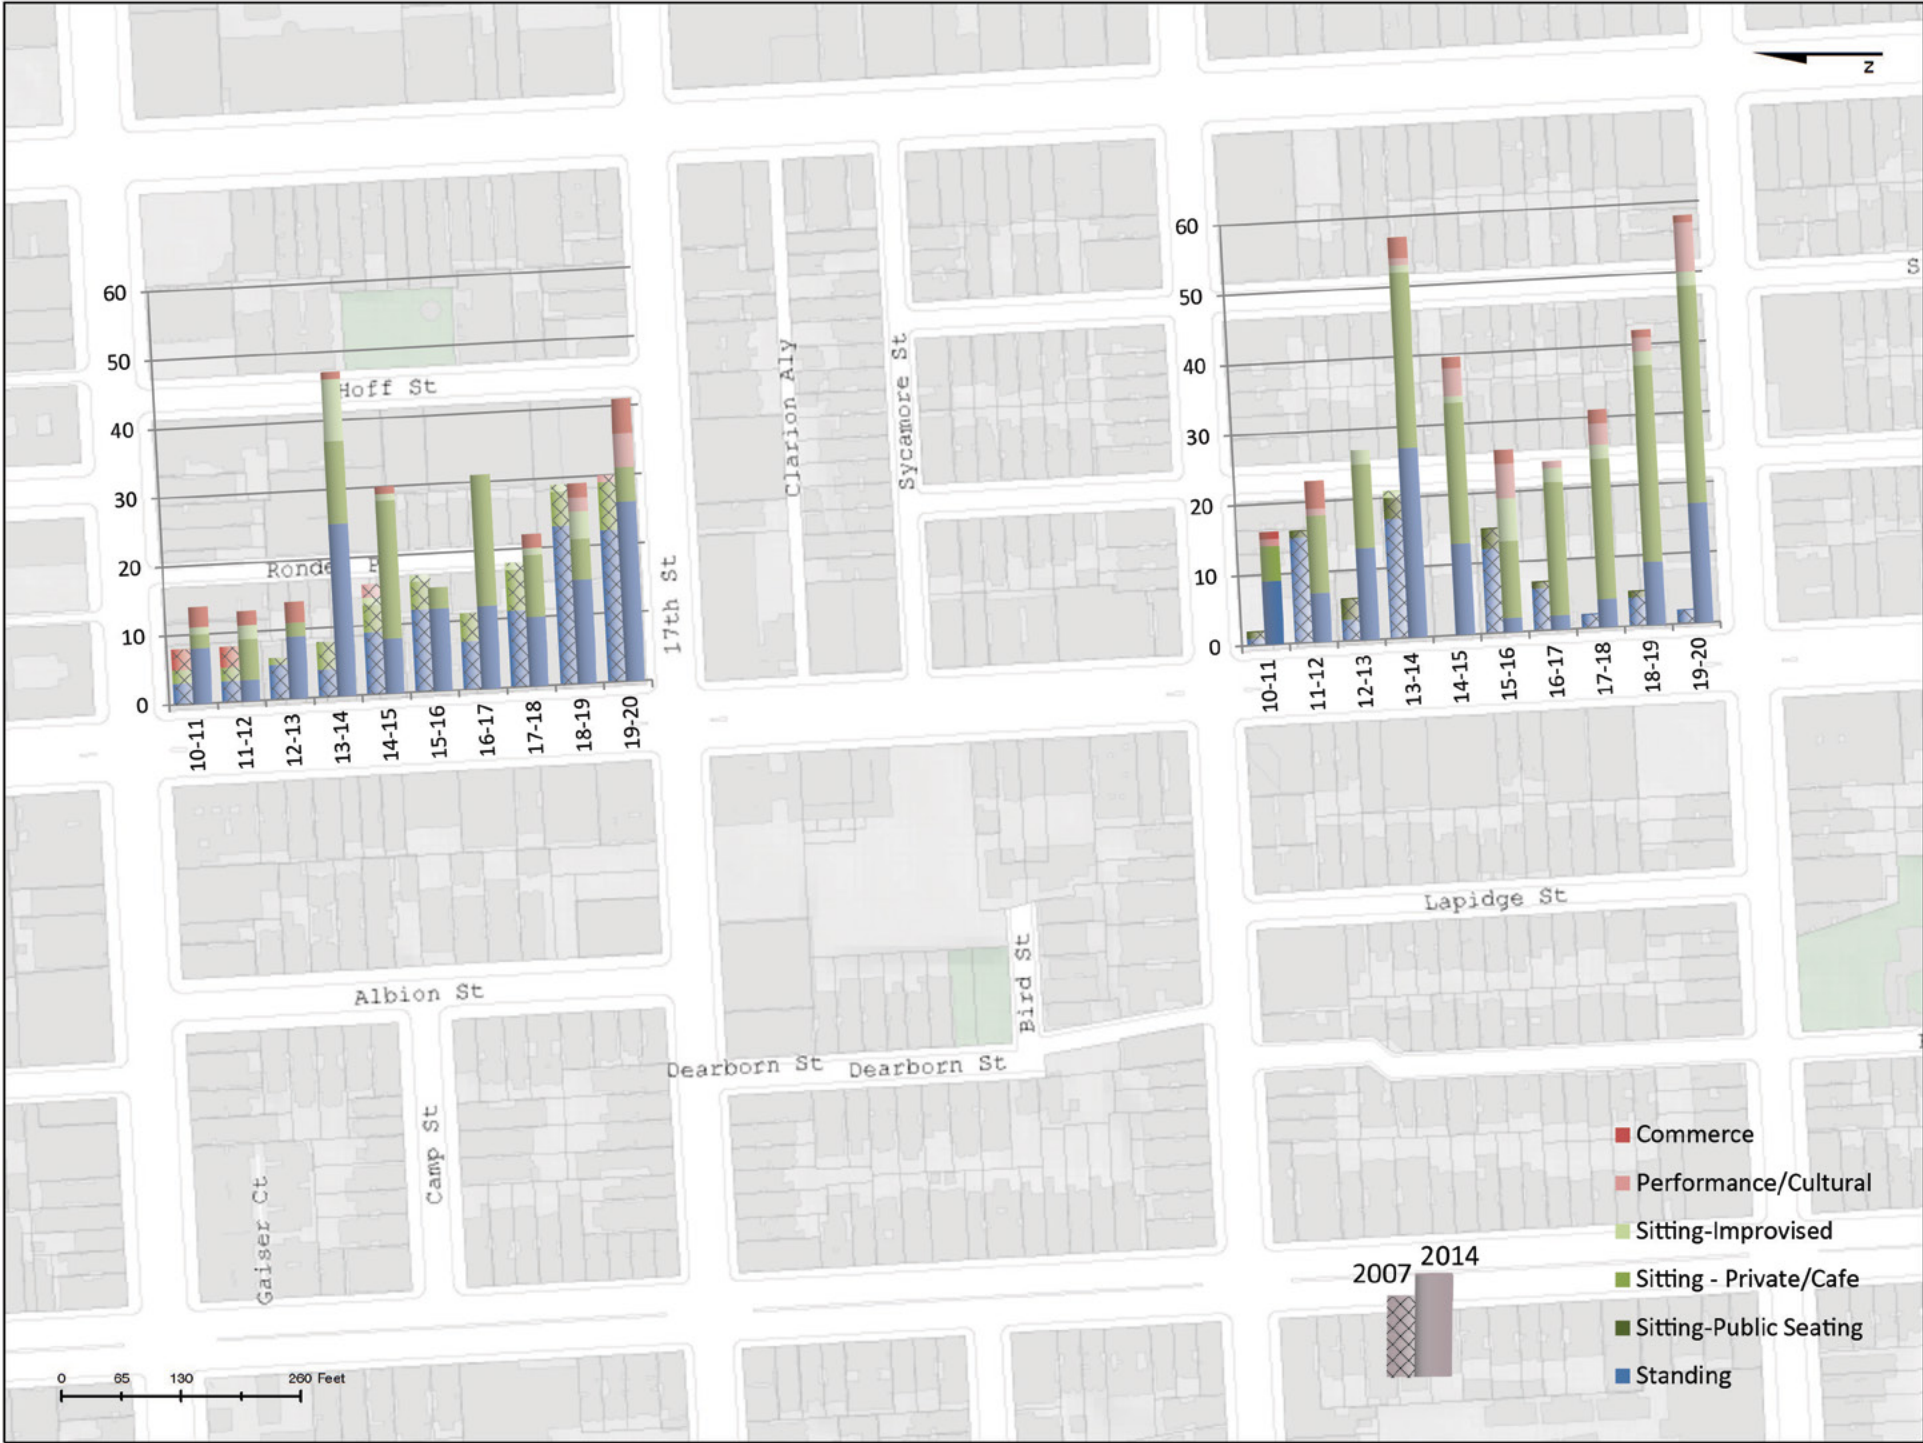 z
60
50
40
30
20
10
0
10-11
11-12
12-13
13-14
14-15
15-16
16-17
17-18
18-19
19-20
60
50
40
30
20
10
0
10-11
11-12
12-13
13-14
14-15
15-16
16-17
17-18
18-19
19-20
S
Hoff St
Clarion Aly
Sycamore St
17th St
Lapidge St
Albion St
Bird St
Dearborn St
Dearborn St
Camp St
Gaiser Ct
Commerce
Performance/Cultural
Sitting-Improvised
Sitting - Private/Cafe
Sitting-Public Seating
Standing
2007
2014
0 65 130 260 Feet